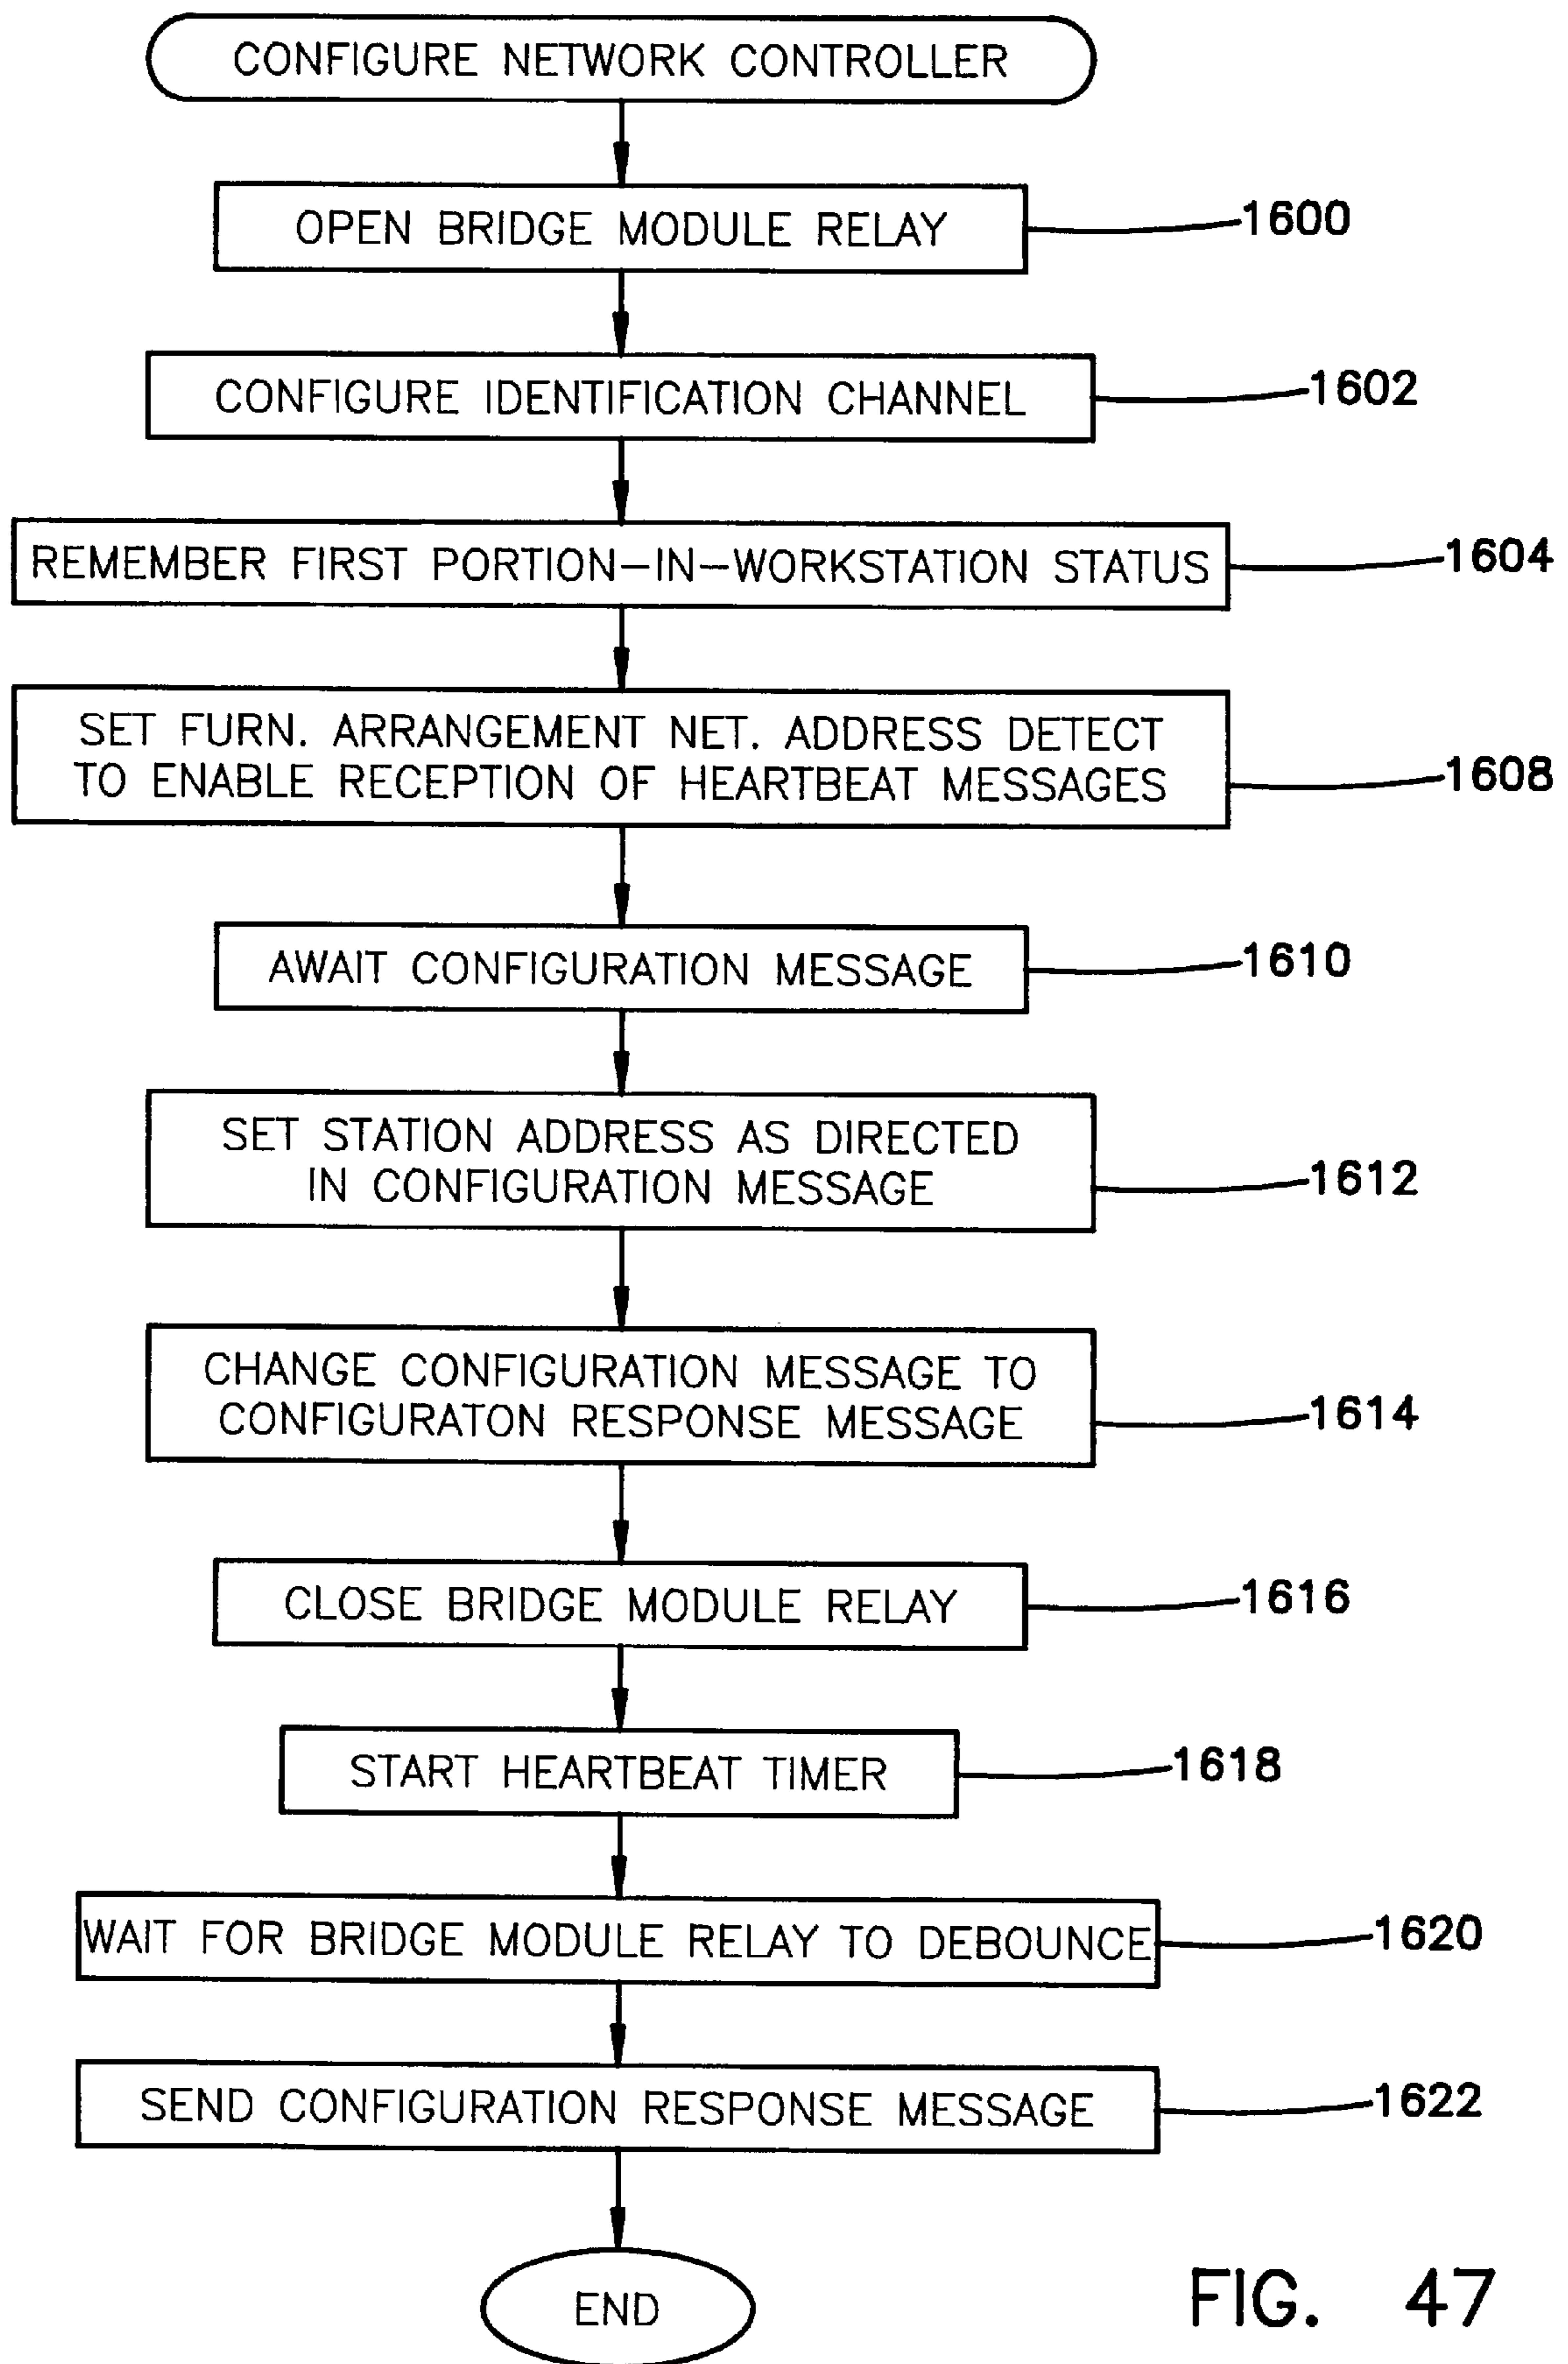 CONFIGURE NETWORK CONTROLLER
OPEN BRIDGE MODULE RELAY
1600
CONFIGURE IDENTIFICATION CHANNEL
1602
REMEMBER FIRST PORTION-IN-WORKSTATION STATUS
1604
SET FURN. ARRANGEMENT NET. ADDRESS DETECT
TO ENABLE RECEPTION OF HEARTBEAT MESSAGES
1608
AWAIT CONFIGURATION MESSAGE
1610
SET STATION ADDRESS AS DIRECTED
IN CONFIGURATION MESSAGE
1612
CHANGE CONFIGURATION MESSAGE TO
CONFIGURATON RESPONSE MESSAGE
1614
CLOSE BRIDGE MODULE RELAY
1616
START HEARTBEAT TIMER
1618
WAIT FOR BRIDGE MODULE RELAY TO DEBOUNCE
1620
SEND CONFIGURATION RESPONSE MESSAGE
1622
END
FIG. 47